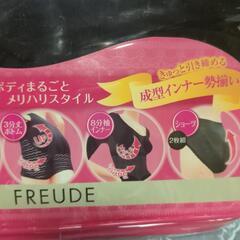 ボディまるごと
メリハリスタイル
きゅっと引き締める
成型インナー勢揃い
3分丈
ボトム
8分袖
インナー
ショーツ
2枚組
FREUDE